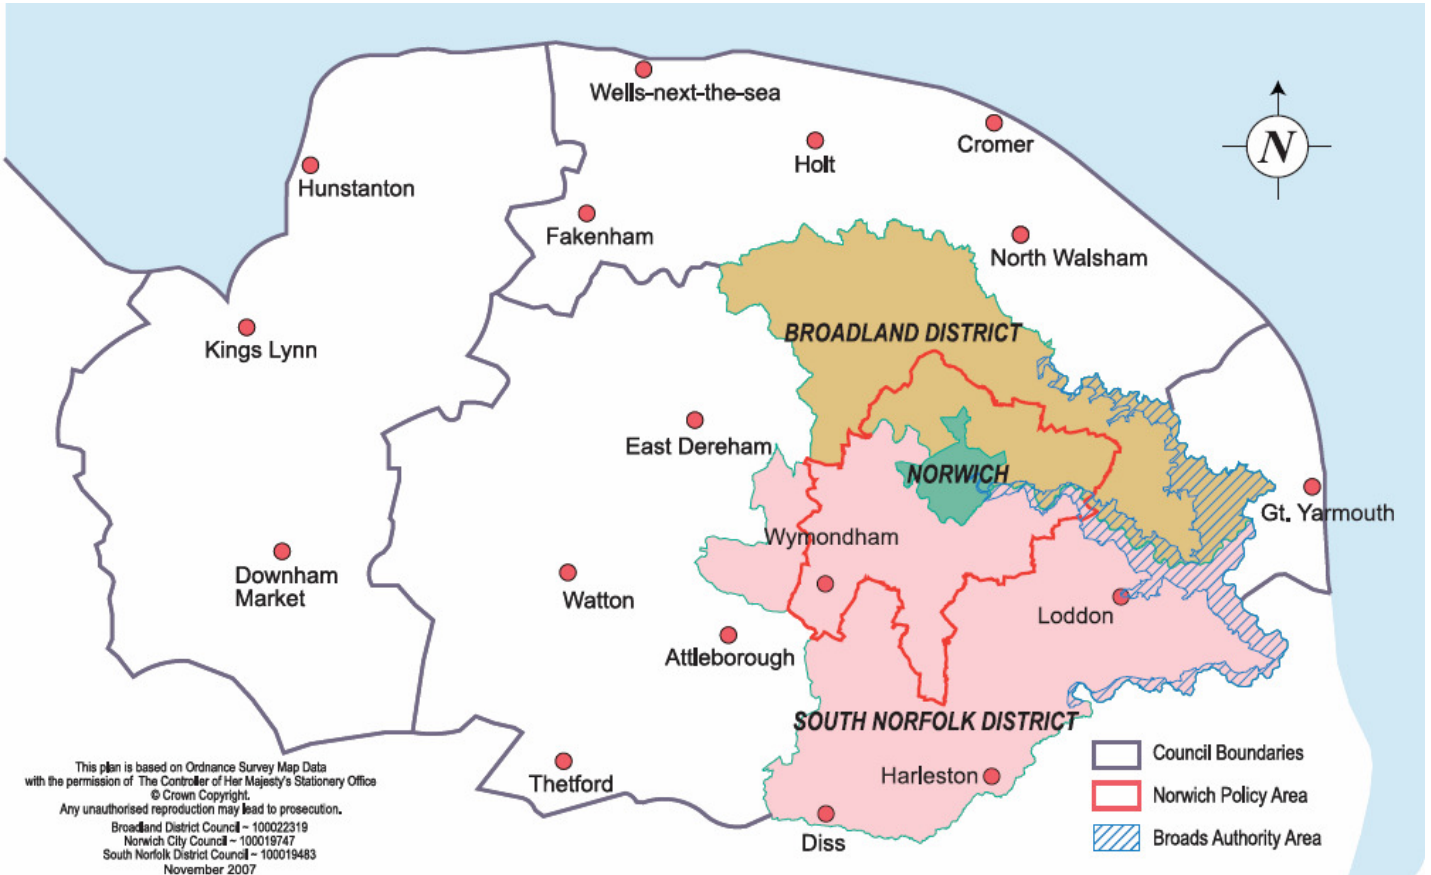 Wells-next-the-sea
Cromer
Holt
N
Hunstanton
Fakenham
North Walsham
BROADLAND DISTRICT
Kings Lynn
East Dereham
NORWICH
Gt. Yarmouth
Wymondham
Downham
Market
Watton
Loddon
Attleborough
SOUTH NORFOLK DISTRICT
Thetford
Harleston
Diss
Council Boundaries
Norwich Policy Area
Broads Authority Area
This plan is based on Ordnance Survey Map Data
with the permission of The Controller of Her Majesty's Stationery Office
© Crown Copyright.
Any unauthorised reproduction may lead to prosecution.
Broadland District Council ~ 100022319
Norwich City Council ~ 100019747
South Norfolk District Council ~ 100019483
November 2007